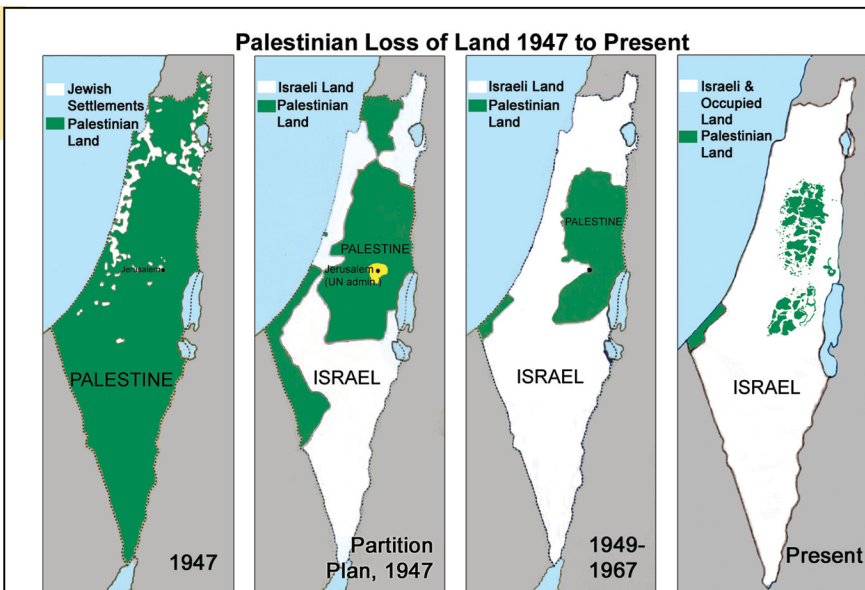 Palestinian Loss of Land 1947 to Present
Jewish
Settlements
Palestinian
Land
Jerusalem
PALESTINE
1947
Israeli Land
Palestinian
Land
PALESTINE
Jerusalem
(UN admin.)
ISRAEL
Partition
Plan, 1947
Israeli Land
Palestinian
Land
PALESTINE
ISRAEL
1949-
1967
Israeli &
Occupied
Land
Palestinian
Land
ISRAEL
Present